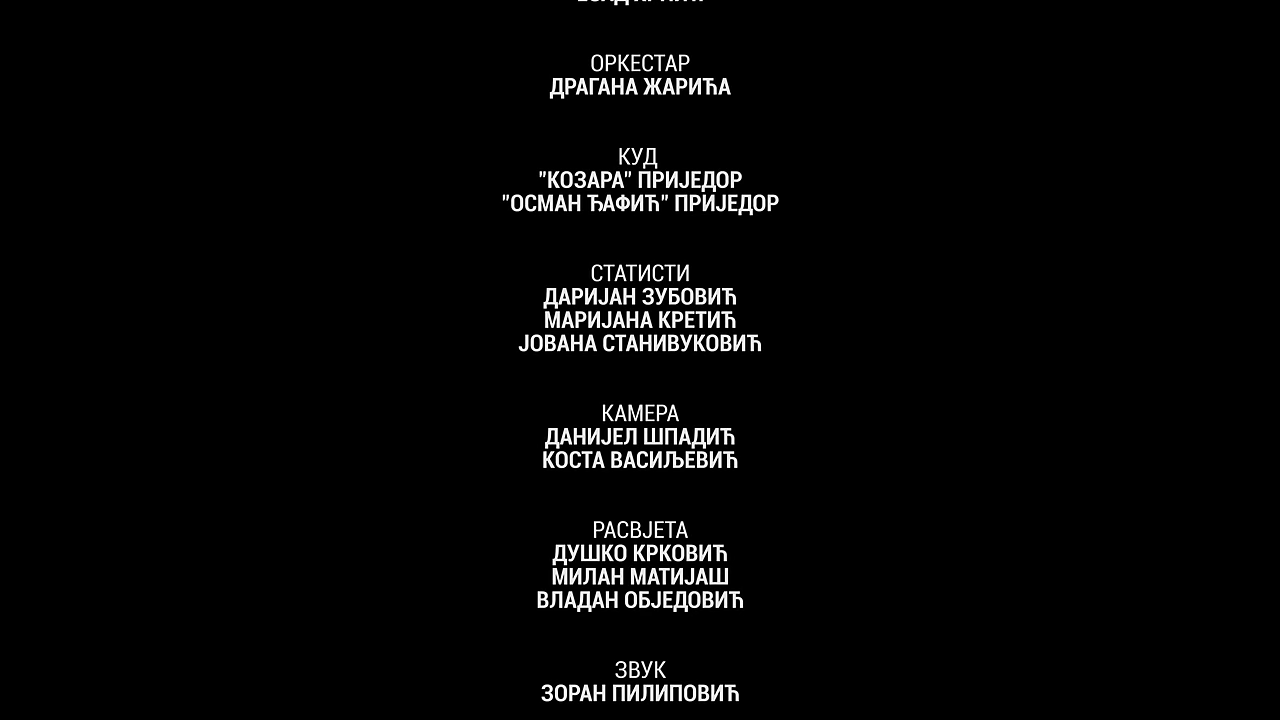 ОРКЕСТАР
ДРАГАНА ЖАРИЋА
КУД
"КОЗАРА" ПРИЈЕДОР
"ОСМАН ЂАФИЋ" ПРИЈЕДОР
СТАТИСТИ
ДАРИЈАН ЗУБОВИЋ
МАРИЈАНА КРЕТИЋ
ЈОВАНА СТАНИВУКОВИЋ
КАМЕРА
ДАНИЈЕЛ ШПАДИЋ
КОСТА ВАСИЉЕВИЋ
РАСВЈЕТА
ДУШКО КРКОВИЋ
МИЛАН МАТИЈАШ
ВЛАДАН ОБЈЕДОВИЋ
ЗВУК
ЗОРАН ПИЛИПОВИЋ